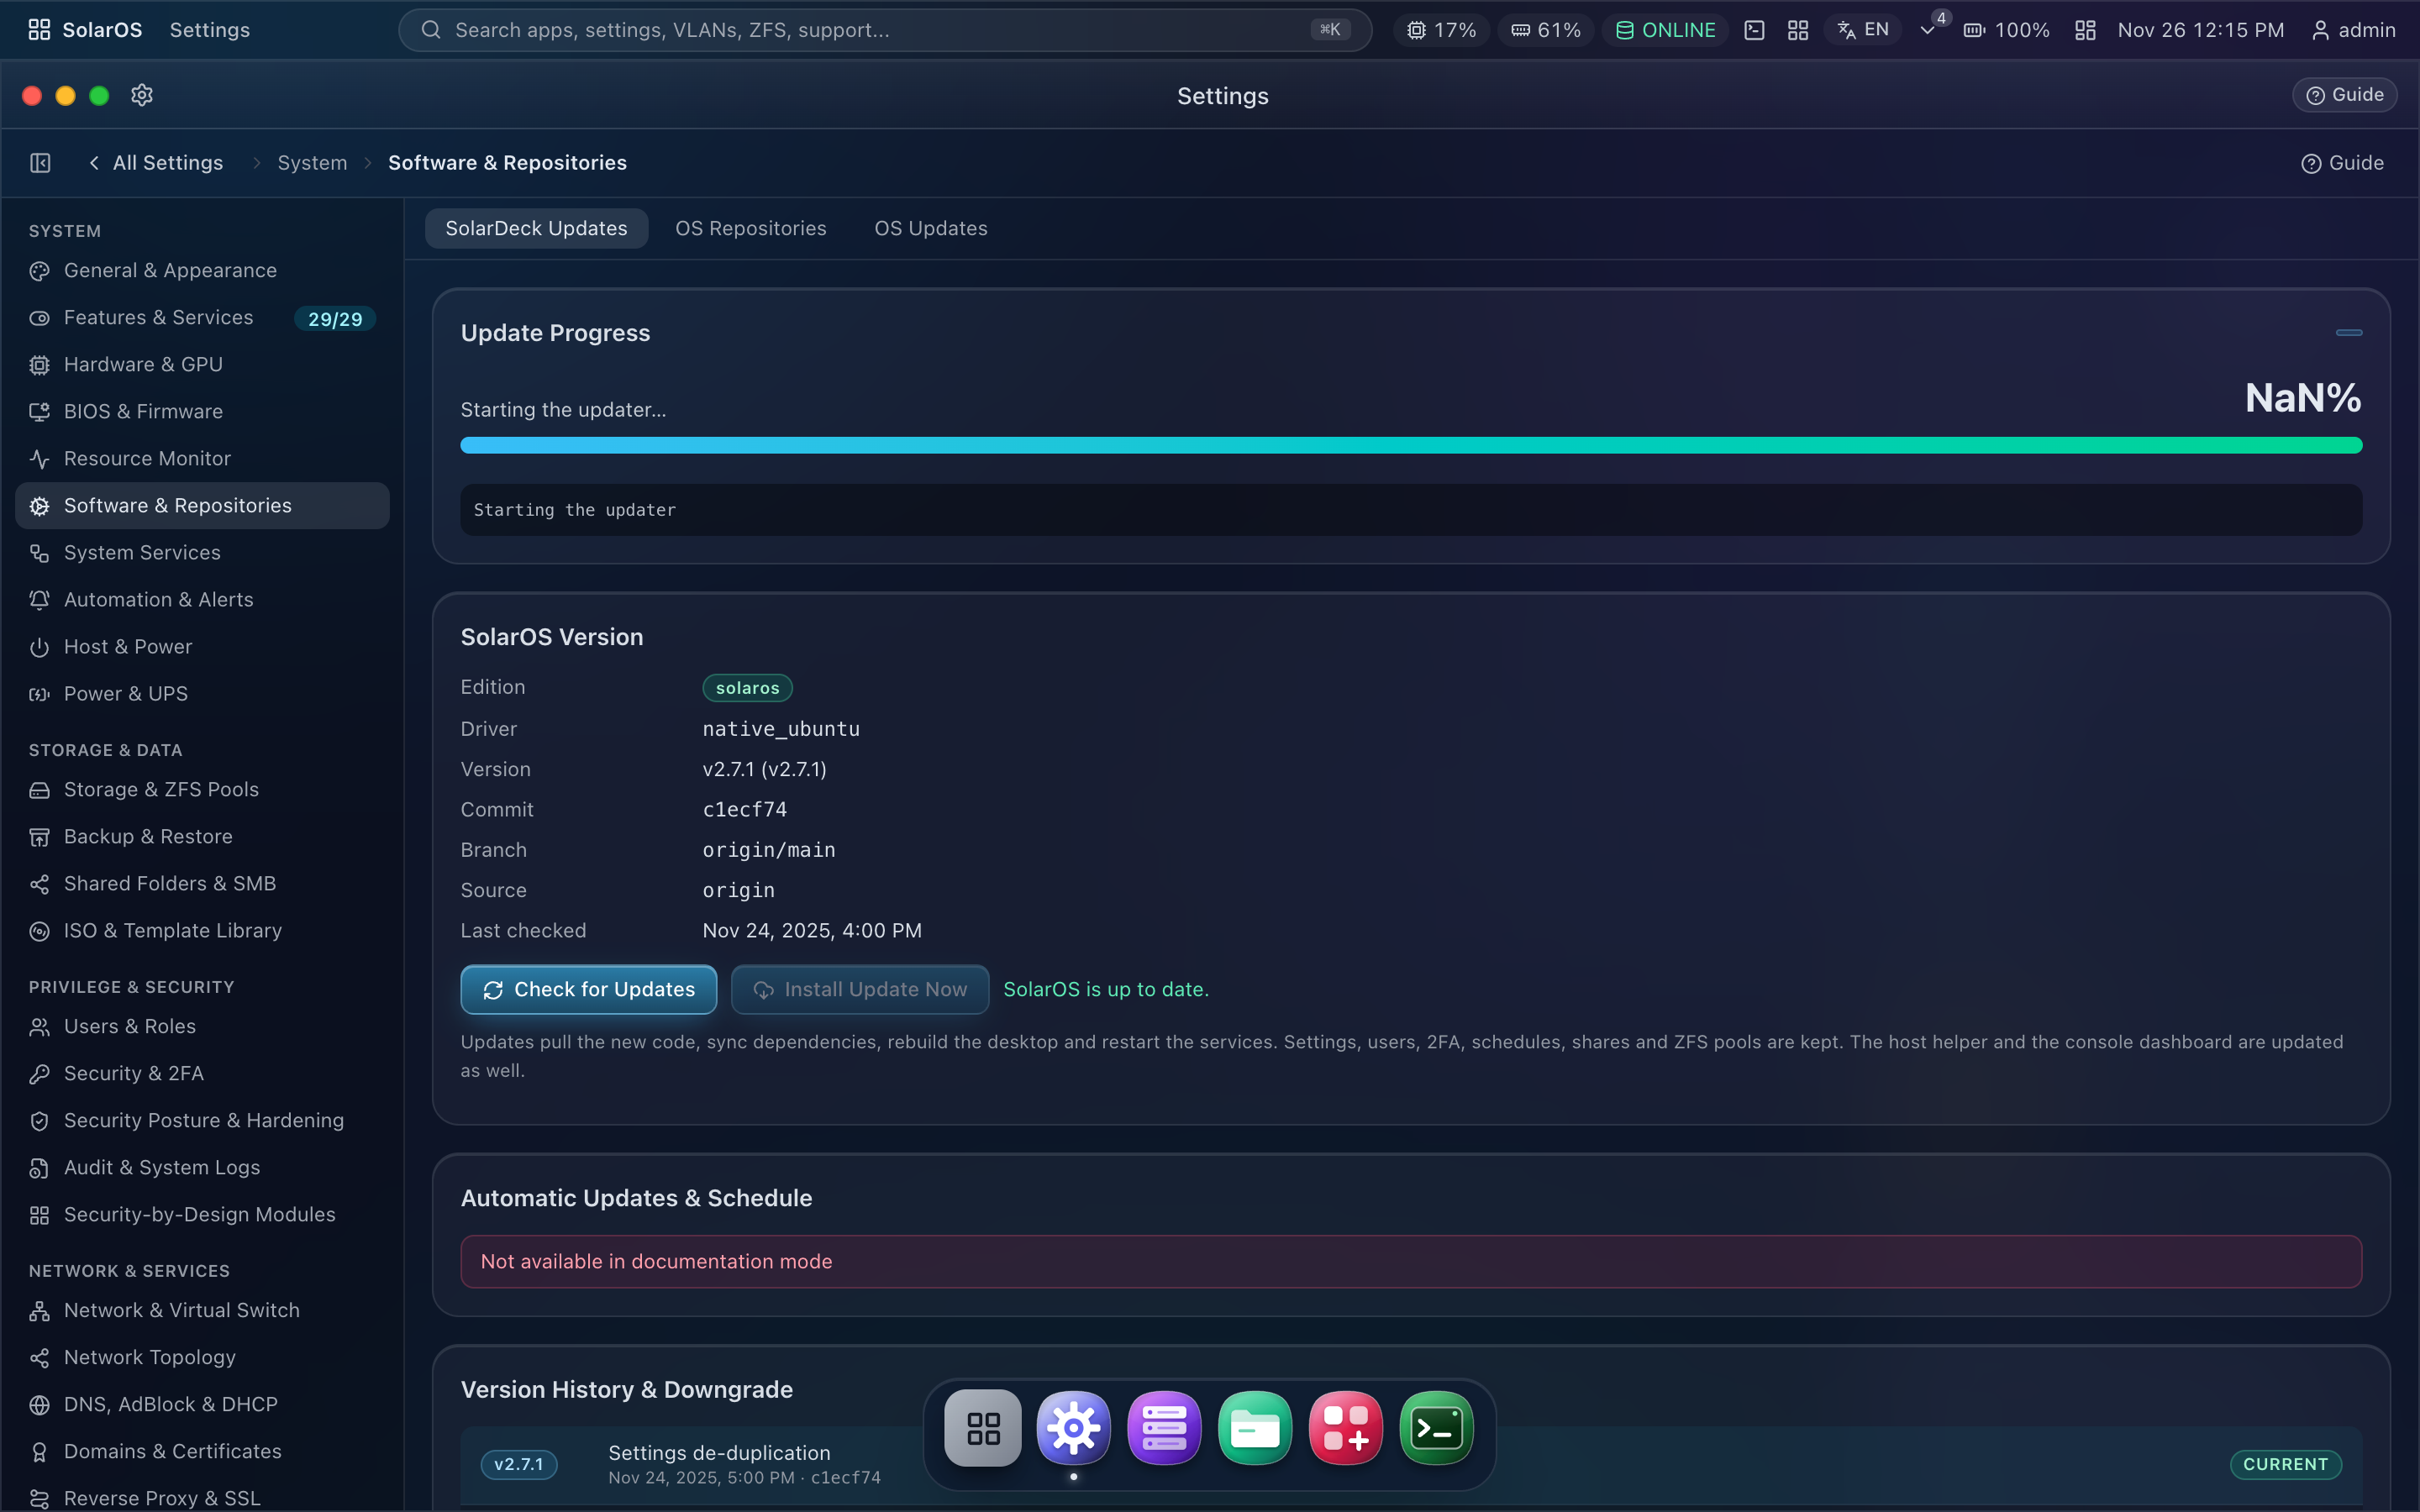 SolarOS Settings Search apps, settings, VLANs, ZFS, support... ⌘K 17% 61% ONLINE EN 4 100% Nov 26 12:15 PM admin
Settings Guide
All Settings System Software & Repositories Guide
SYSTEM
General & Appearance
Features & Services 29/29
Hardware & GPU
BIOS & Firmware
Resource Monitor
Software & Repositories
System Services
Automation & Alerts
Host & Power
Power & UPS
STORAGE & DATA
Storage & ZFS Pools
Backup & Restore
Shared Folders & SMB
ISO & Template Library
PRIVILEGE & SECURITY
Users & Roles
Security & 2FA
Security Posture & Hardening
Audit & System Logs
Security-by-Design Modules
NETWORK & SERVICES
Network & Virtual Switch
Network Topology
DNS, AdBlock & DHCP
Domains & Certificates
Reverse Proxy & SSL
SolarDeck Updates OS Repositories OS Updates
Update Progress
Starting the updater... NaN%
Starting the updater
SolarOS Version
Edition solaros
Driver native_ubuntu
Version v2.7.1 (v2.7.1)
Commit c1ecf74
Branch origin/main
Source origin
Last checked Nov 24, 2025, 4:00 PM
Check for Updates Install Update Now SolarOS is up to date.
Updates pull the new code, sync dependencies, rebuild the desktop and restart the services. Settings, users, 2FA, schedules, shares and ZFS pools are kept. The host helper and the console dashboard are updated
as well.
Automatic Updates & Schedule
Not available in documentation mode
Version History & Downgrade
v2.7.1 Settings de-duplication CURRENT
Nov 24, 2025, 5:00 PM · c1ecf74